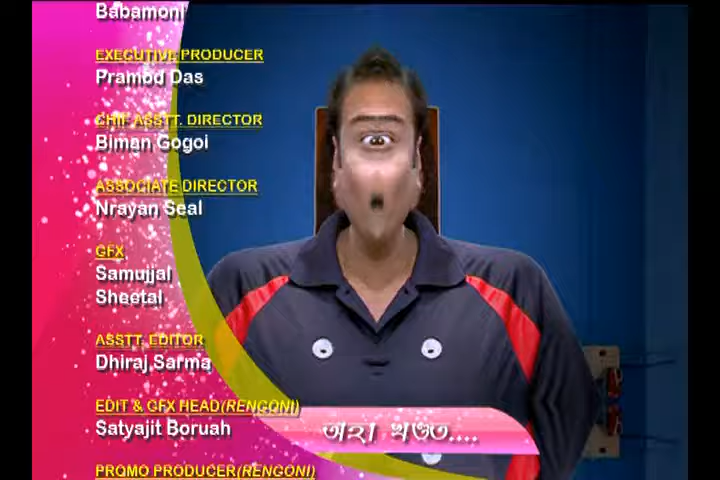 Babamoni
EXECUTIVE PRODUCER
Pramod Das
CHIF ASSTT. DIRECTOR
Biman Gogoi
ASSOCIATE DIRECTOR
Nrayan Seal
GFX
Samujjal
Sheetal
ASSTT. EDITOR
Dhiraj Sarma
EDIT & GFX HEAD(RENGONI)
Satyajit Boruah
PROMO PRODUCER(RENGONI)
অহা খণ্ডত....